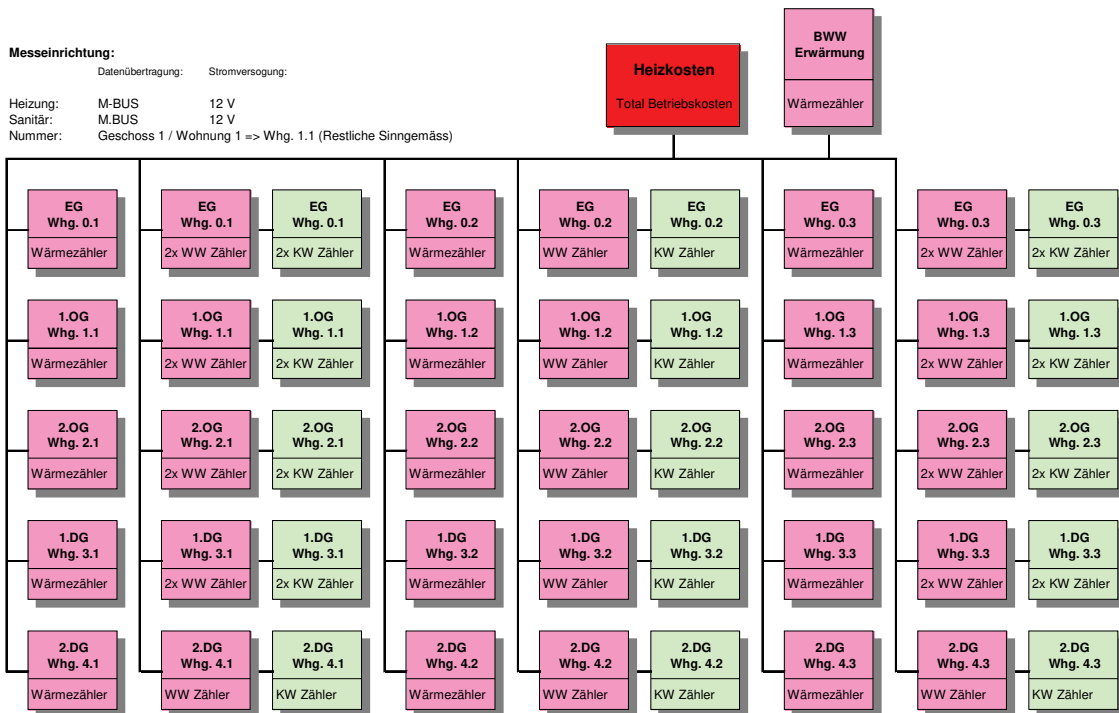 Messeinrichtung:
Datenübertragung: Stromversogung:
Heizung: M-BUS 12 V
Sanitär: M.BUS 12 V
Nummer: Geschoss 1 / Wohnung 1 => Whg. 1.1 (Restliche Sinngemäss)
Heizkosten
Total Betriebskosten
BWW
Erwärmung
Wärmezähler
EG EG EG EG EG EG EG EG EG
Whg. 0.1 Whg. 0.1 Whg. 0.1 Whg. 0.2 Whg. 0.2 Whg. 0.2 Whg. 0.3 Whg. 0.3 Whg. 0.3
Wärmezähler 2x WW Zähler 2x KW Zähler Wärmezähler WW Zähler KW Zähler Wärmezähler 2x WW Zähler 2x KW Zähler
1.OG 1.OG 1.OG 1.OG 1.OG 1.OG 1.OG 1.OG 1.OG
Whg. 1.1 Whg. 1.1 Whg. 1.1 Whg. 1.2 Whg. 1.2 Whg. 1.2 Whg. 1.3 Whg. 1.3 Whg. 1.3
Wärmezähler 2x WW Zähler 2x KW Zähler Wärmezähler WW Zähler KW Zähler Wärmezähler 2x WW Zähler 2x KW Zähler
2.OG 2.OG 2.OG 2.OG 2.OG 2.OG 2.OG 2.OG 2.OG
Whg. 2.1 Whg. 2.1 Whg. 2.1 Whg. 2.2 Whg. 2.2 Whg. 2.2 Whg. 2.3 Whg. 2.3 Whg. 2.3
Wärmezähler 2x WW Zähler 2x KW Zähler Wärmezähler WW Zähler KW Zähler Wärmezähler 2x WW Zähler 2x KW Zähler
1.DG 1.DG 1.DG 1.DG 1.DG 1.DG 1.DG 1.DG 1.DG
Whg. 3.1 Whg. 3.1 Whg. 3.1 Whg. 3.2 Whg. 3.2 Whg. 3.2 Whg. 3.3 Whg. 3.3 Whg. 3.3
Wärmezähler 2x WW Zähler 2x KW Zähler Wärmezähler WW Zähler KW Zähler Wärmezähler 2x WW Zähler 2x KW Zähler
2.DG 2.DG 2.DG 2.DG 2.DG 2.DG 2.DG 2.DG 2.DG
Whg. 4.1 Whg. 4.1 Whg. 4.1 Whg. 4.2 Whg. 4.2 Whg. 4.2 Whg. 4.3 Whg. 4.3 Whg. 4.3
Wärmezähler WW Zähler KW Zähler Wärmezähler WW Zähler KW Zähler Wärmezähler WW Zähler KW Zähler